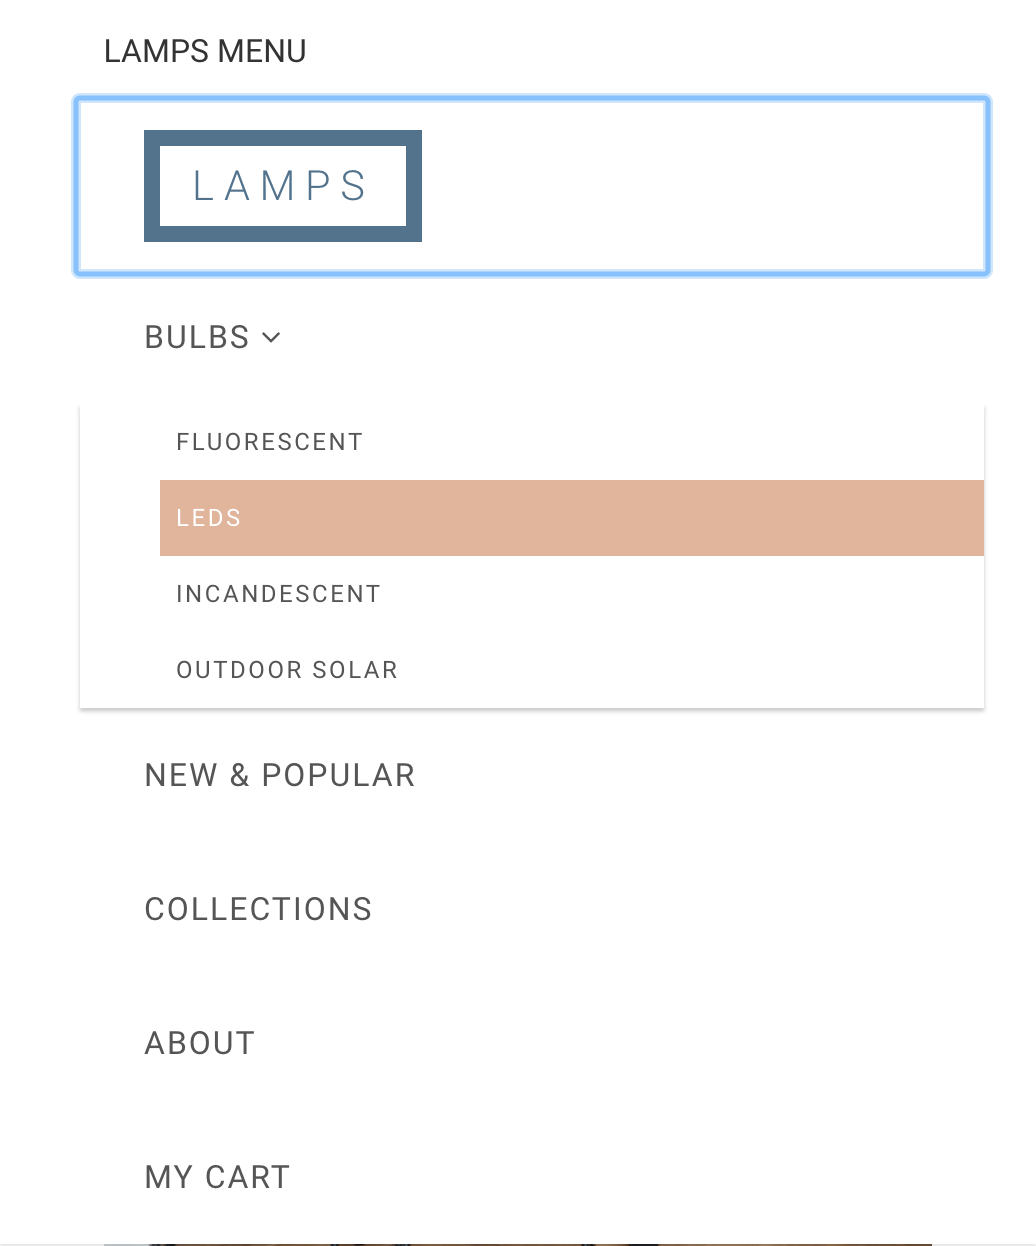 LAMPS MENU
LAMPS
BULBS
FLUORESCENT
LEDS
INCANDESCENT
OUTDOOR SOLAR
NEW & POPULAR
COLLECTIONS
ABOUT
MY CART